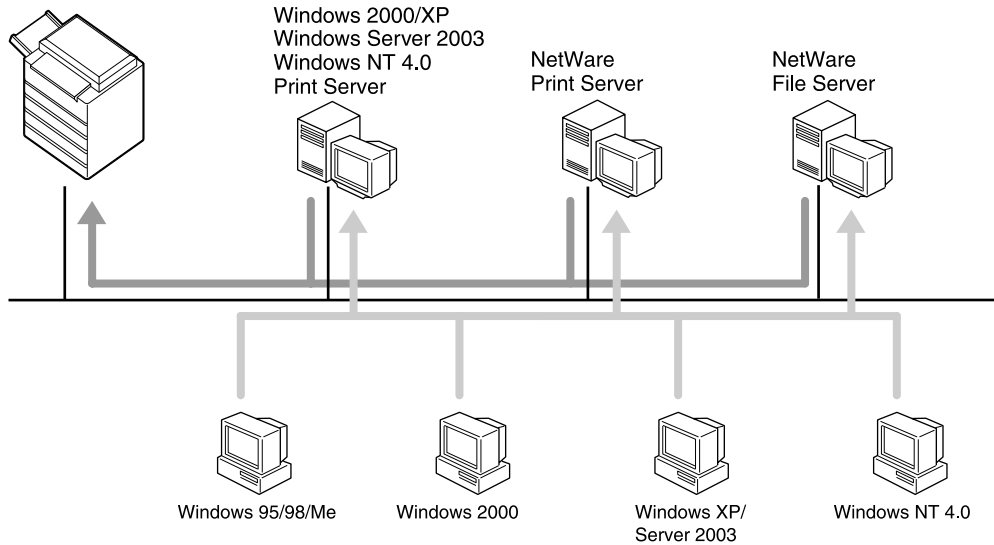 Windows 2000/XP
Windows Server 2003
Windows NT 4.0
Print Server
NetWare
Print Server
NetWare
File Server
Windows 95/98/Me
Windows 2000
Windows XP/
Server 2003
Windows NT 4.0